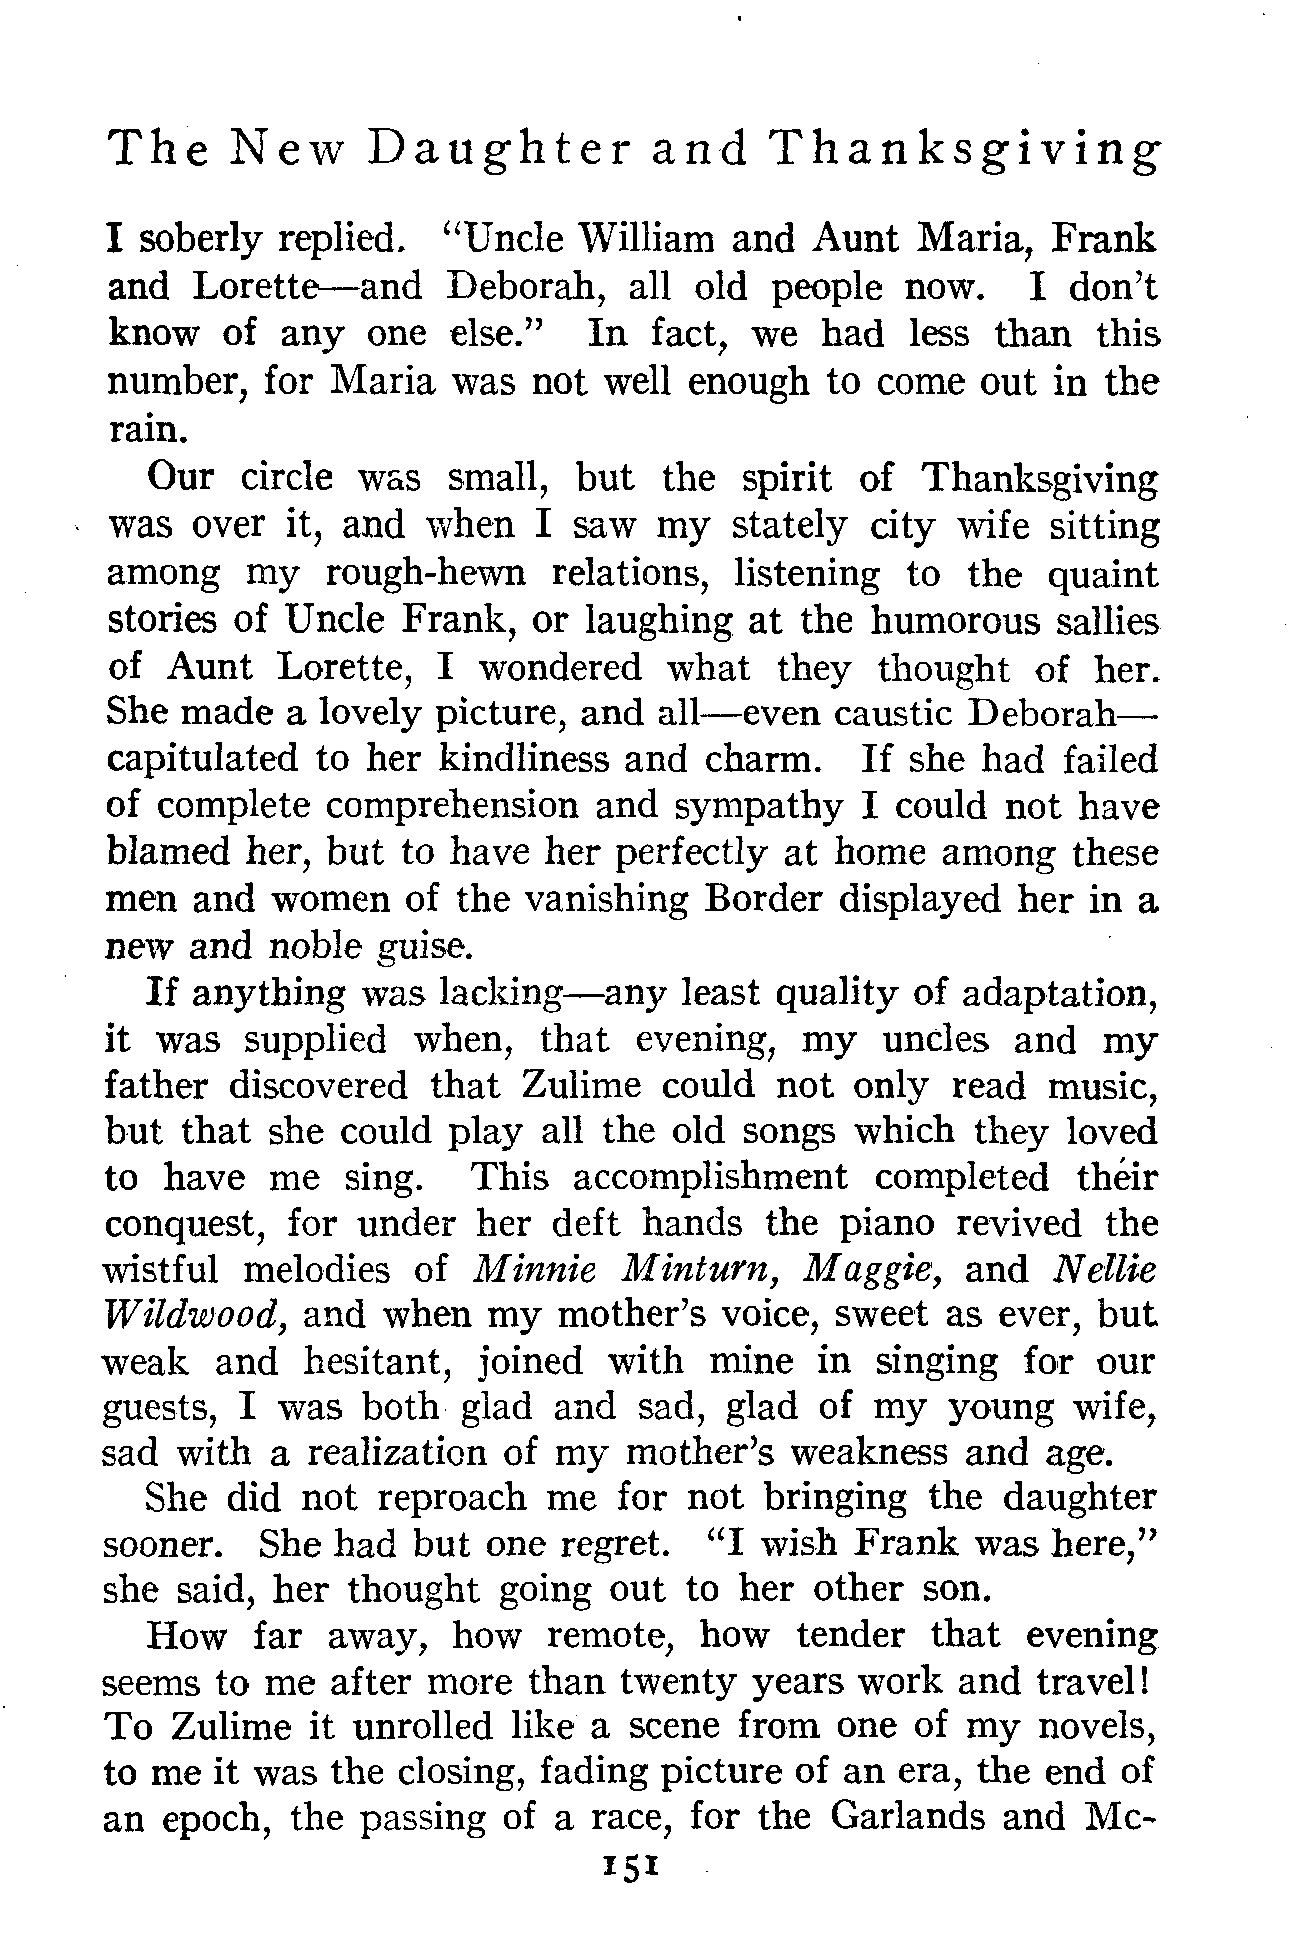 The New Daughter and Thanksgiving
I soberly replied. “Uncle William and Aunt Maria, Frank
and Lorette—and Deborah, all old people now. I don’t
know of any one else.” In fact, we had less than this
number, for Maria was not well enough to come out in the
rain.
Our circle was small, but the spirit of Thanksgiving
was over it, and when I saw my stately city wife sitting
among my rough-hewn relations, listening to the quaint
stories of Uncle Frank, or laughing at the humorous sallies
of Aunt Lorette, I wondered what they thought of her.
She made a lovely picture, and all—even caustic Deborah—
capitulated to her kindliness and charm. If she had failed
of complete comprehension and sympathy I could not have
blamed her, but to have her perfectly at home among these
men and women of the vanishing Border displayed her in a
new and noble guise.
If anything was lacking—any least quality of adaptation,
it was supplied when, that evening, my uncles and my
father discovered that Zulime could not only read music,
but that she could play all the old songs which they loved
to have me sing. This accomplishment completed their
conquest, for under her deft hands the piano revived the
wistful melodies of Minnie Minturn, Maggie, and Nellie
Wildwood, and when my mother’s voice, sweet as ever, but
weak and hesitant, joined with mine in singing for our
guests, I was both glad and sad, glad of my young wife,
sad with a realization of my mother’s weakness and age.
She did not reproach me for not bringing the daughter
sooner. She had but one regret. “I wish Frank was here,”
she said, her thought going out to her other son.
How far away, how remote, how tender that evening
seems to me after more than twenty years work and travel!
To Zulime it unrolled like a scene from one of my novels,
to me it was the closing, fading picture of an era, the end of
an epoch, the passing of a race, for the Garlands and Mc-
151